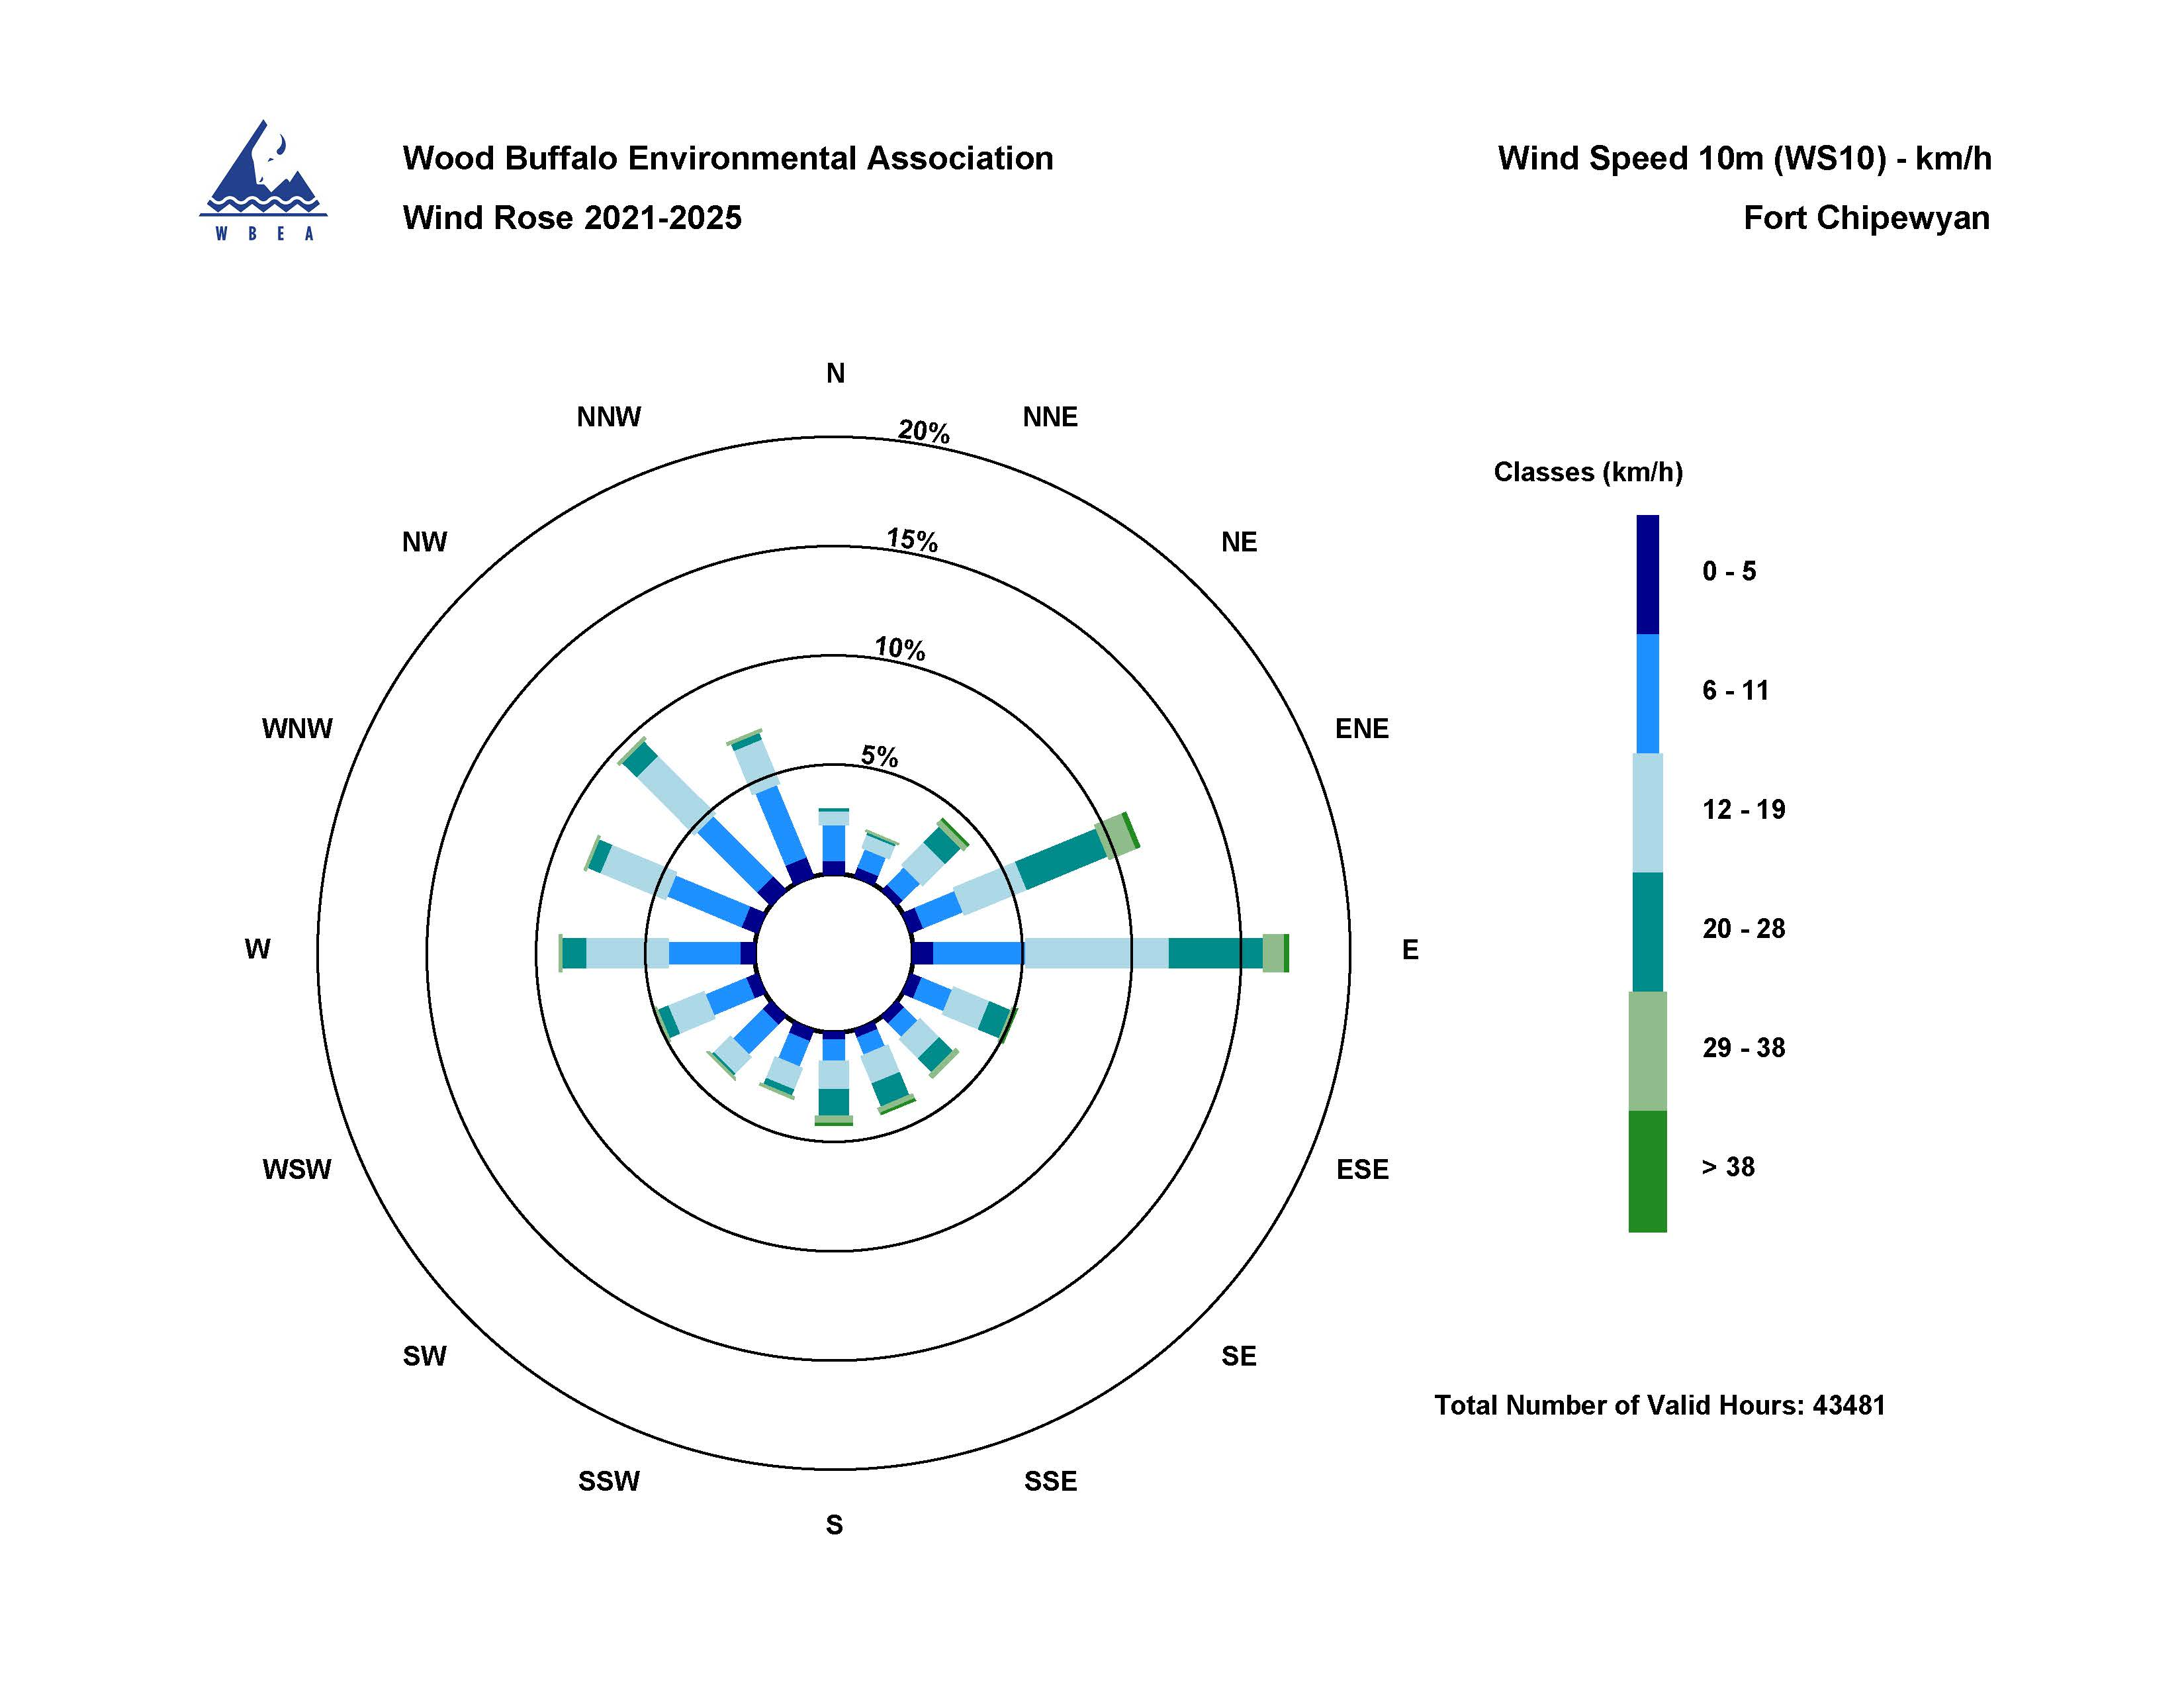 Wood Buffalo Environmental Association
Wind Speed 10m (WS10) - km/h
Wind Rose 2021-2025
Fort Chipewyan
W B E A
N
NNW
NNE
20%
Classes (km/h)
NW
15%
NE
0 - 5
10%
6 - 11
WNW
ENE
5%
12 - 19
20 - 28
W
E
29 - 38
WSW
ESE
> 38
SW
SE
Total Number of Valid Hours: 43481
SSW
SSE
S